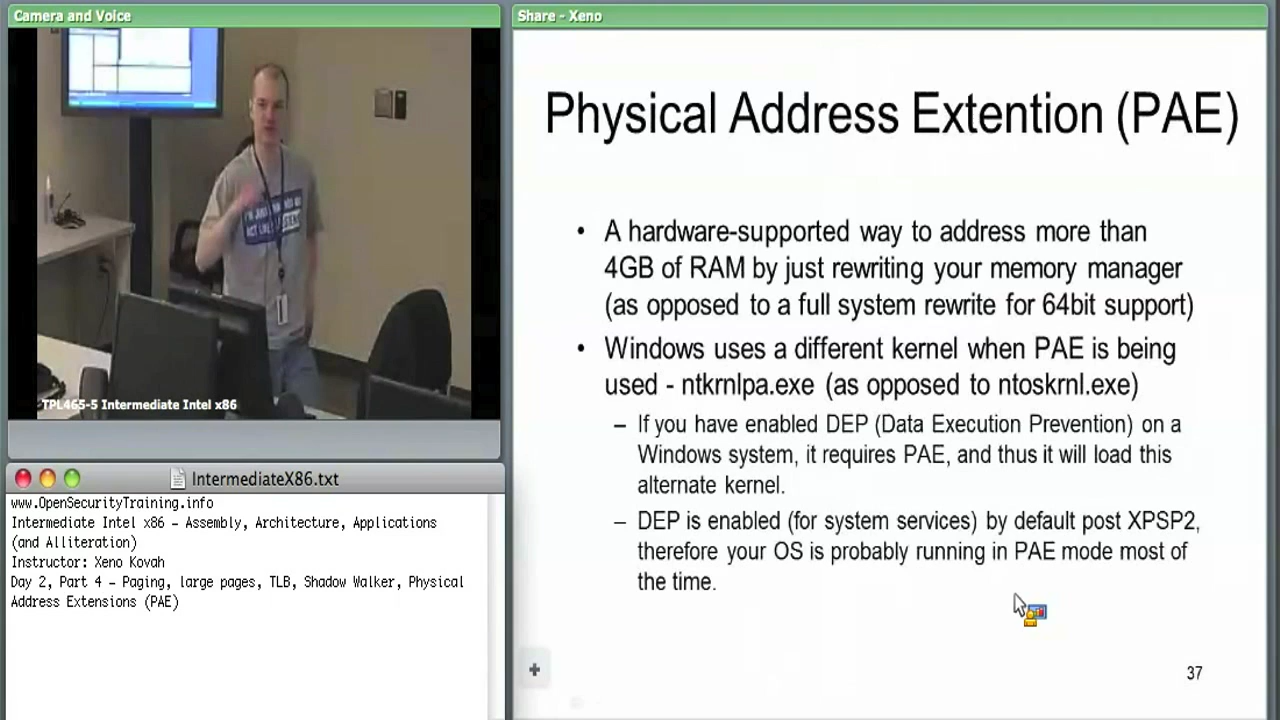 Camera and Voice
TPL465-5 Intermediate Intel x86
IntermediateX86.txt
www.OpenSecurityTraining.info
Intermediate Intel x86 – Assembly, Architecture, Applications
(and Alliteration)
Instructor: Xeno Kovah
Day 2, Part 4 – Paging, large pages, TLB, Shadow Walker, Physical
Address Extensions (PAE)
Share - Xeno
Physical Address Extention (PAE)
• A hardware-supported way to address more than
4GB of RAM by just rewriting your memory manager
(as opposed to a full system rewrite for 64bit support)
• Windows uses a different kernel when PAE is being
used - ntkrnlpa.exe (as opposed to ntoskrnl.exe)
– If you have enabled DEP (Data Execution Prevention) on a
Windows system, it requires PAE, and thus it will load this
alternate kernel.
– DEP is enabled (for system services) by default post XPSP2,
therefore your OS is probably running in PAE mode most of
the time.
37